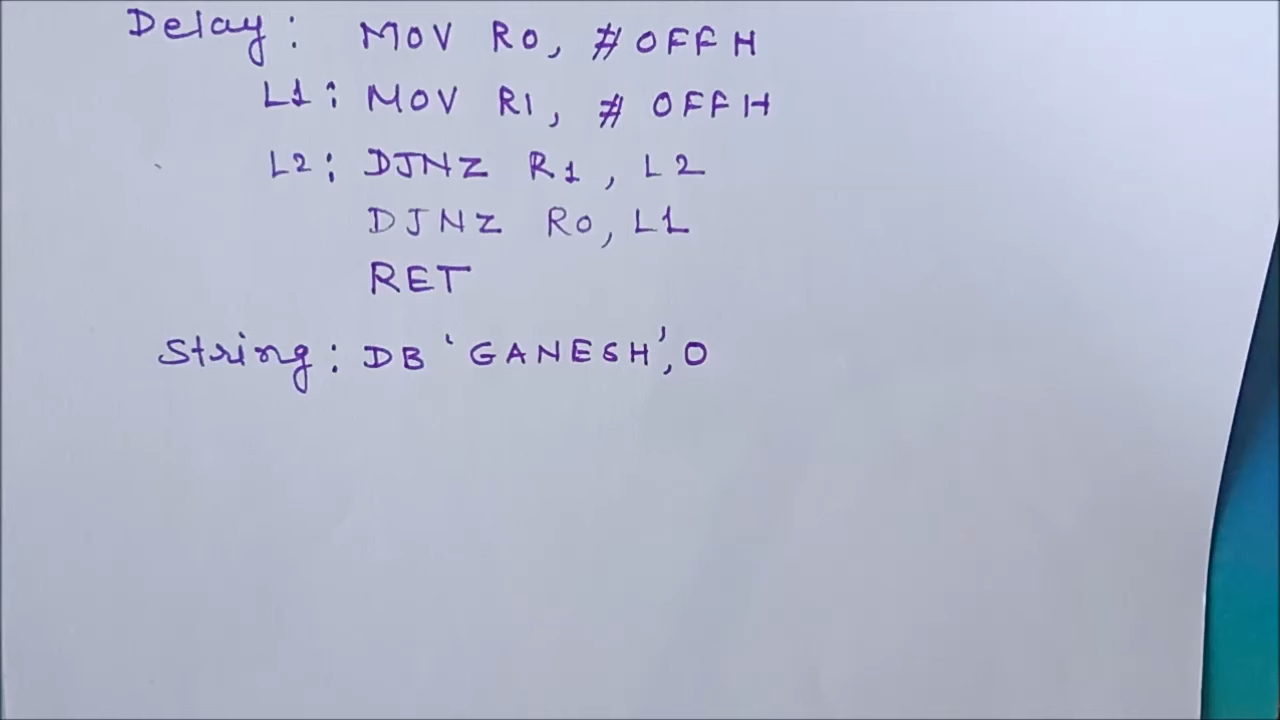 Delay: MOV R0, #0FFH
L1: MOV R1, #0FFH
L2: DJNZ R1, L2
DJNZ R0, L1
RET
String: DB 'GANESH',0